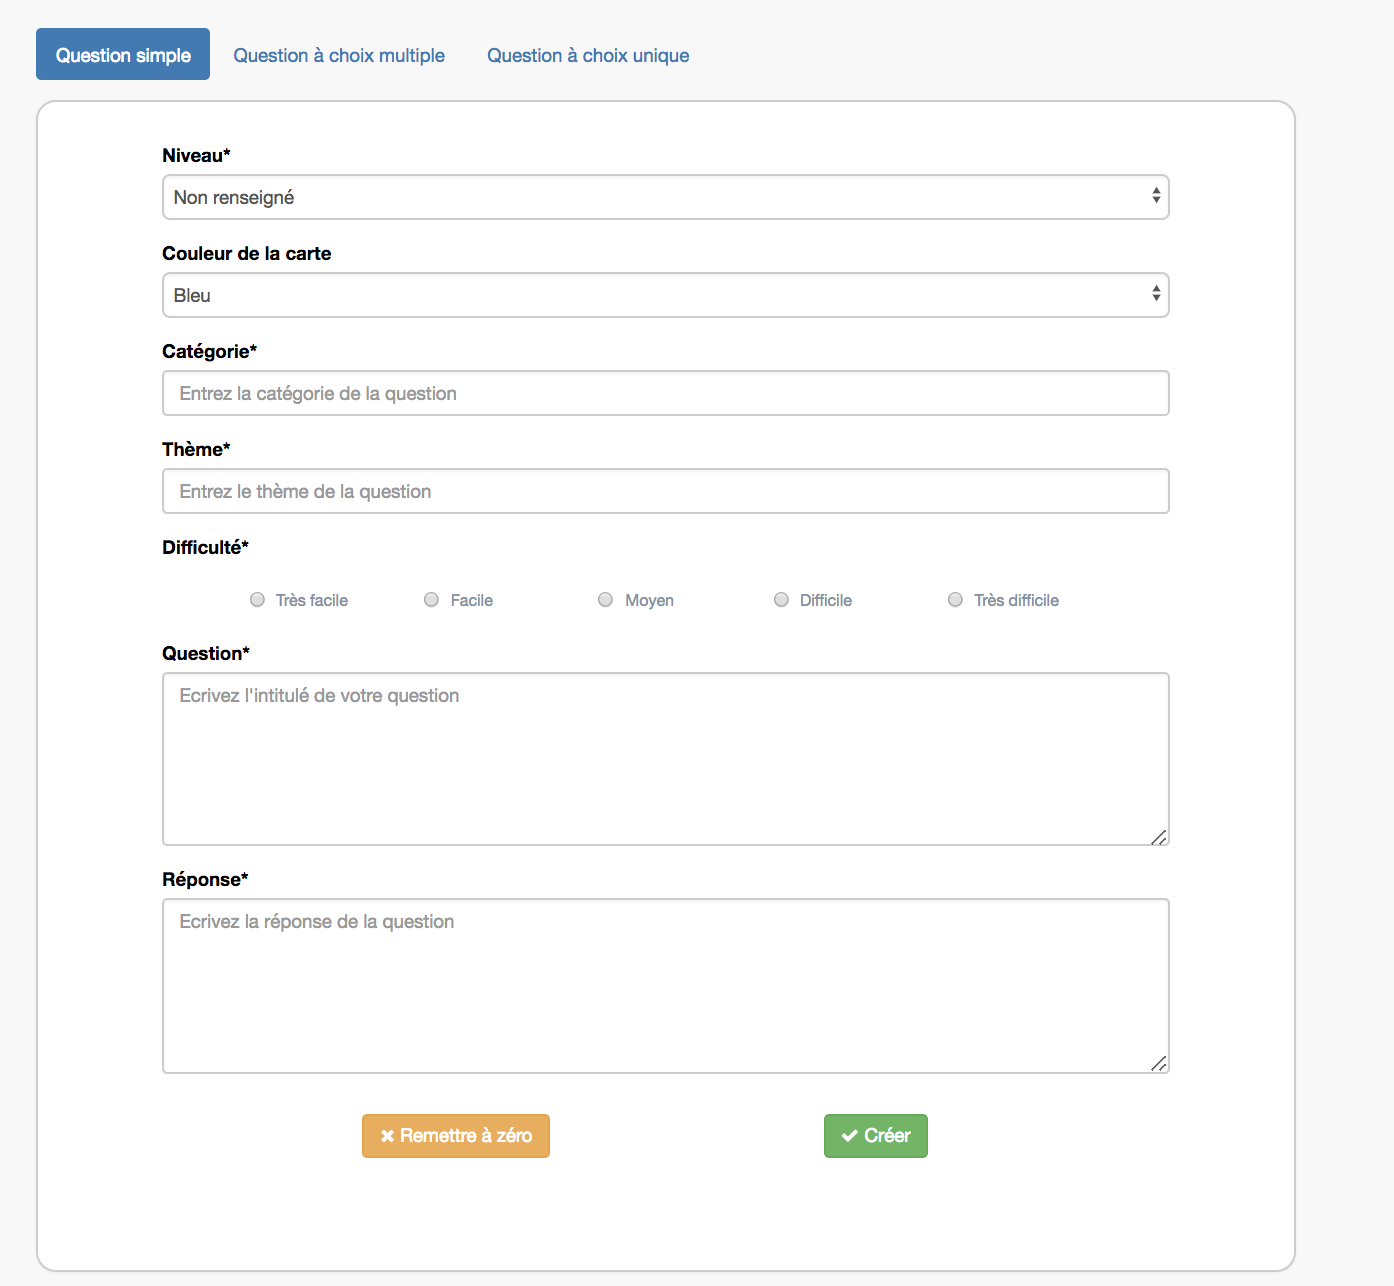 Question simple Question à choix multiple Question à choix unique
Niveau*
Non renseigné
Couleur de la carte
Bleu
Catégorie*
Entrez la catégorie de la question
Thème*
Entrez le thème de la question
Difficulté*
Très facile Facile Moyen Difficile Très difficile
Question*
Ecrivez l'intitulé de votre question
Réponse*
Ecrivez la réponse de la question
Remettre à zéro Créer